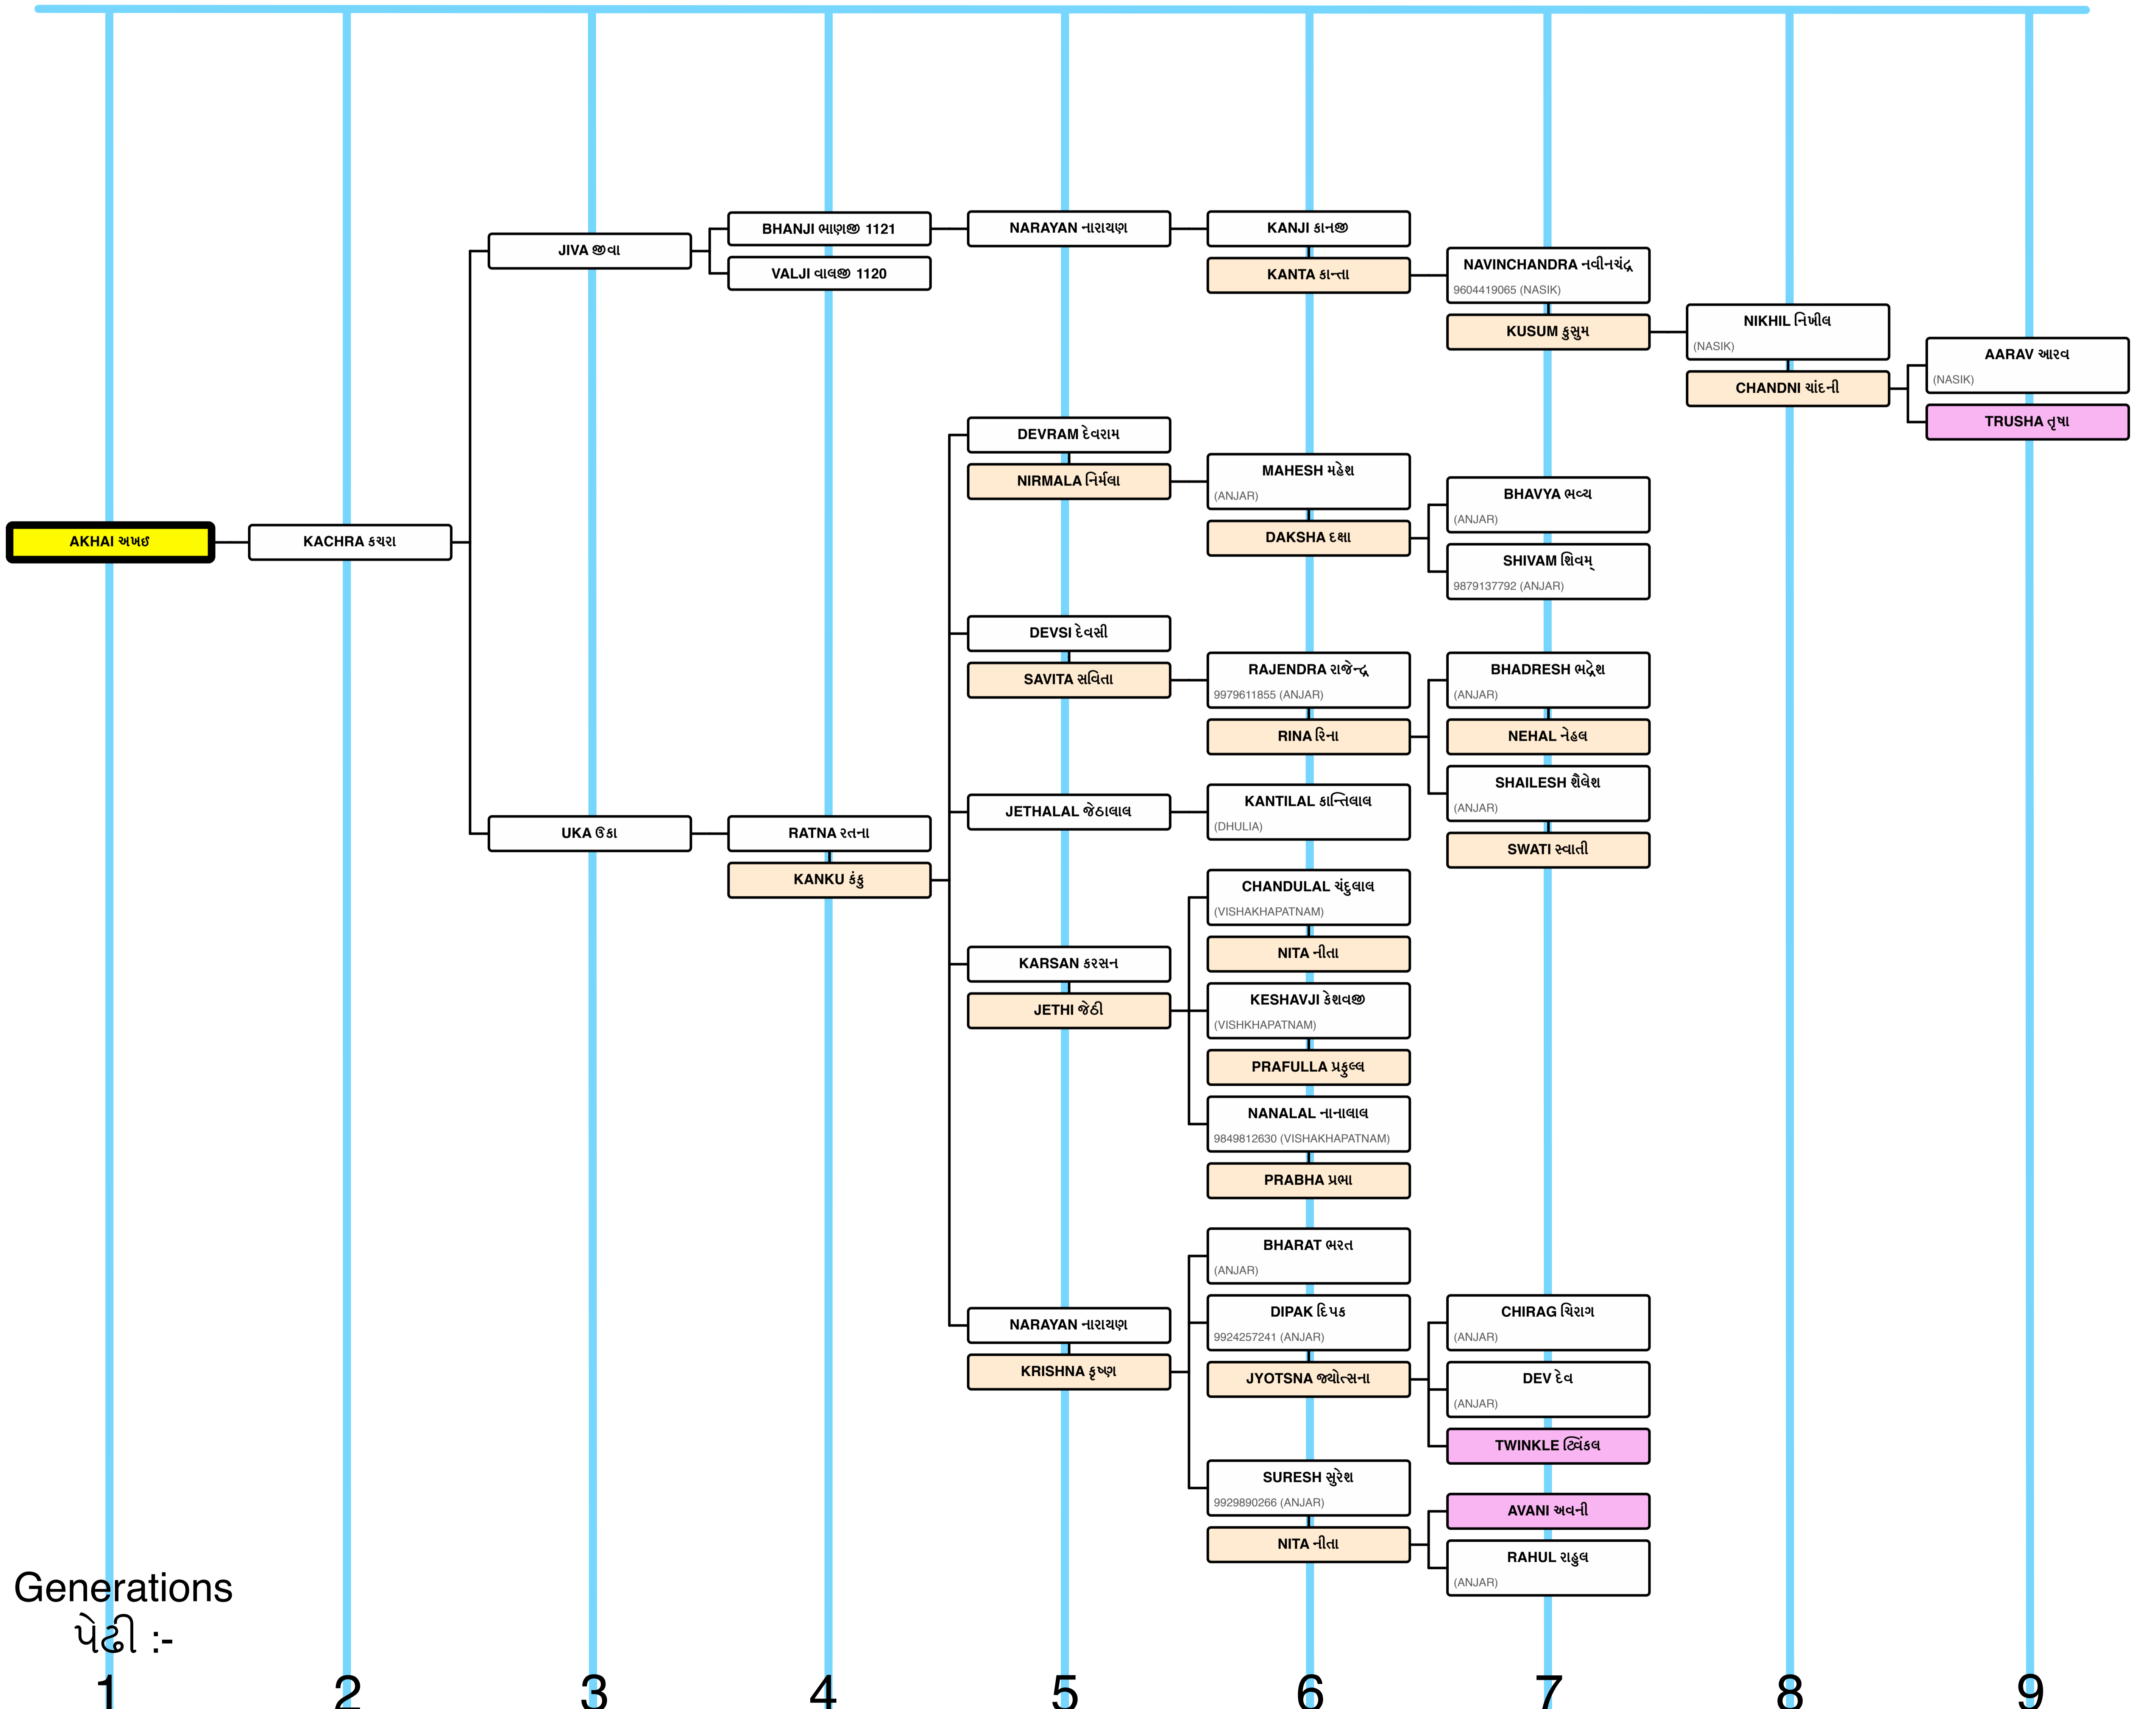 AKHAI અખઈ
KACHRA કચરા
JIVA જીવા
UKA ઉકા
BHANJI ભાણજી 1121
VALJI વાલજી 1120
RATNA રતના
KANKU કંકુ
NARAYAN નારાયણ
DEVRAM દેવરામ
NIRMALA નિર્મલા
DEVSI દેવસી
SAVITA સવિતા
JETHALAL જેઠાલાલ
KARSAN કરસન
JETHI જેઠી
NARAYAN નારાયણ
KRISHNA કૃષ્ણ
KANJI કાનજી
KANTA કાન્તા
MAHESH મહેશ
(ANJAR)
DAKSHA દક્ષા
RAJENDRA રાજેન્દ્ર
9979611855 (ANJAR)
RINA રિના
KANTILAL કાન્તિલાલ
(DHULIA)
CHANDULAL ચંદુલાલ
(VISHAKHAPATNAM)
NITA નીતા
KESHAVJI કેશવજી
(VISHKHAPATNAM)
PRAFULLA પ્રફુલ્લ
NANALAL નાનાલાલ
9849812630 (VISHAKHAPATNAM)
PRABHA પ્રભા
BHARAT ભરત
(ANJAR)
DIPAK દિપક
9924257241 (ANJAR)
JYOTSNA જ્યોત્સના
SURESH સુરેશ
9929890266 (ANJAR)
NITA નીતા
NAVINCHANDRA નવીનચંદ્ર
9604419065 (NASIK)
KUSUM કુસુમ
BHAVYA ભવ્ય
(ANJAR)
SHIVAM શિવમ્
9879137792 (ANJAR)
BHADRESH ભદ્રેશ
(ANJAR)
NEHAL નેહલ
SHAILESH શૈલેશ
(ANJAR)
SWATI સ્વાતી
CHIRAG ચિરાગ
(ANJAR)
DEV દેવ
(ANJAR)
TWINKLE ટ્વિંકલ
AVANI અવની
RAHUL રાહુલ
(ANJAR)
NIKHIL નિખીલ
(NASIK)
CHANDNI ચાંદની
AARAV આરવ
(NASIK)
TRUSHA તૃષા
Generations
પેઢી :-
1 2 3 4 5 6 7 8 9